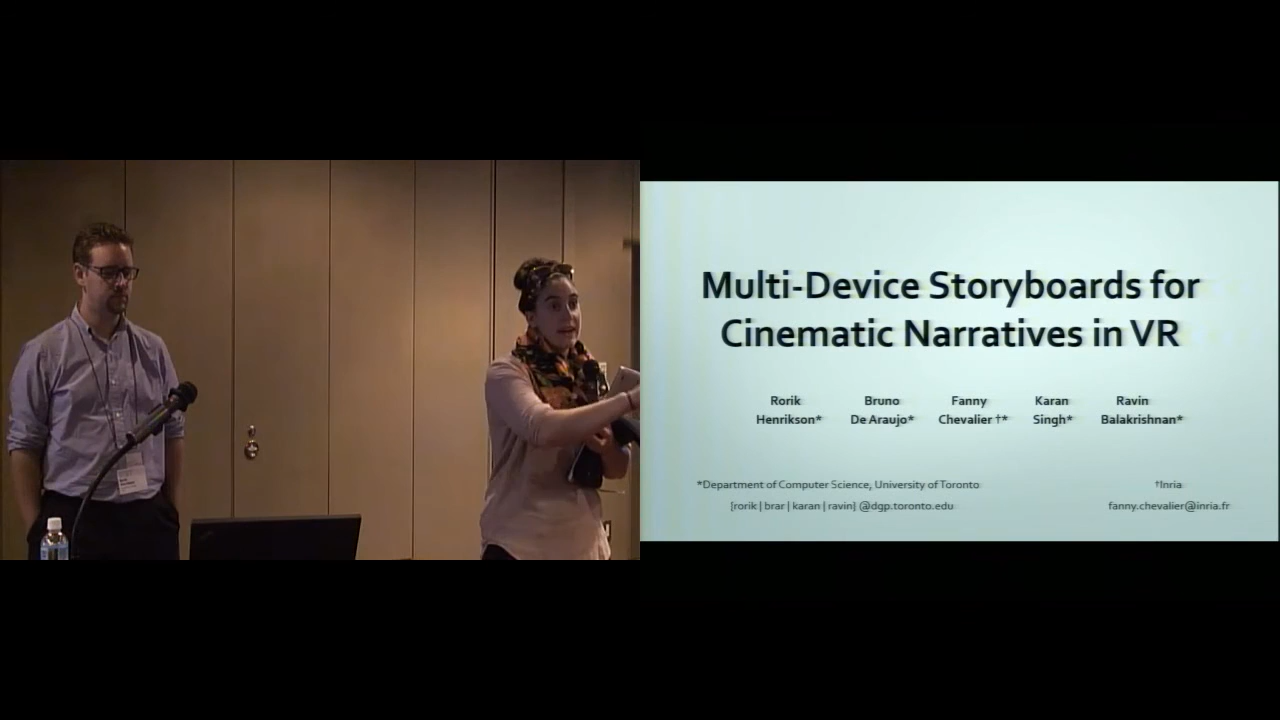 Multi-Device Storyboards for
Cinematic Narratives in VR
Rorik Bruno Fanny Karan Ravin
Henrikson* De Araujo* Chevalier †* Singh* Balakrishnan*
*Department of Computer Science, University of Toronto †Inria
[rorik | brar | karan | ravin] @dgp.toronto.edu fanny.chevalier@inria.fr